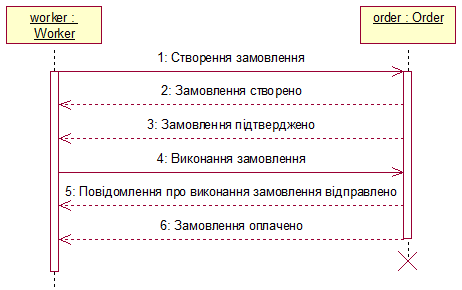 worker :
Worker
order : Order
1: Створення замовлення
2: Замовлення створено
3: Замовлення підтверджено
4: Виконання замовлення
5: Повідомлення про виконання замовлення відправлено
6: Замовлення оплачено